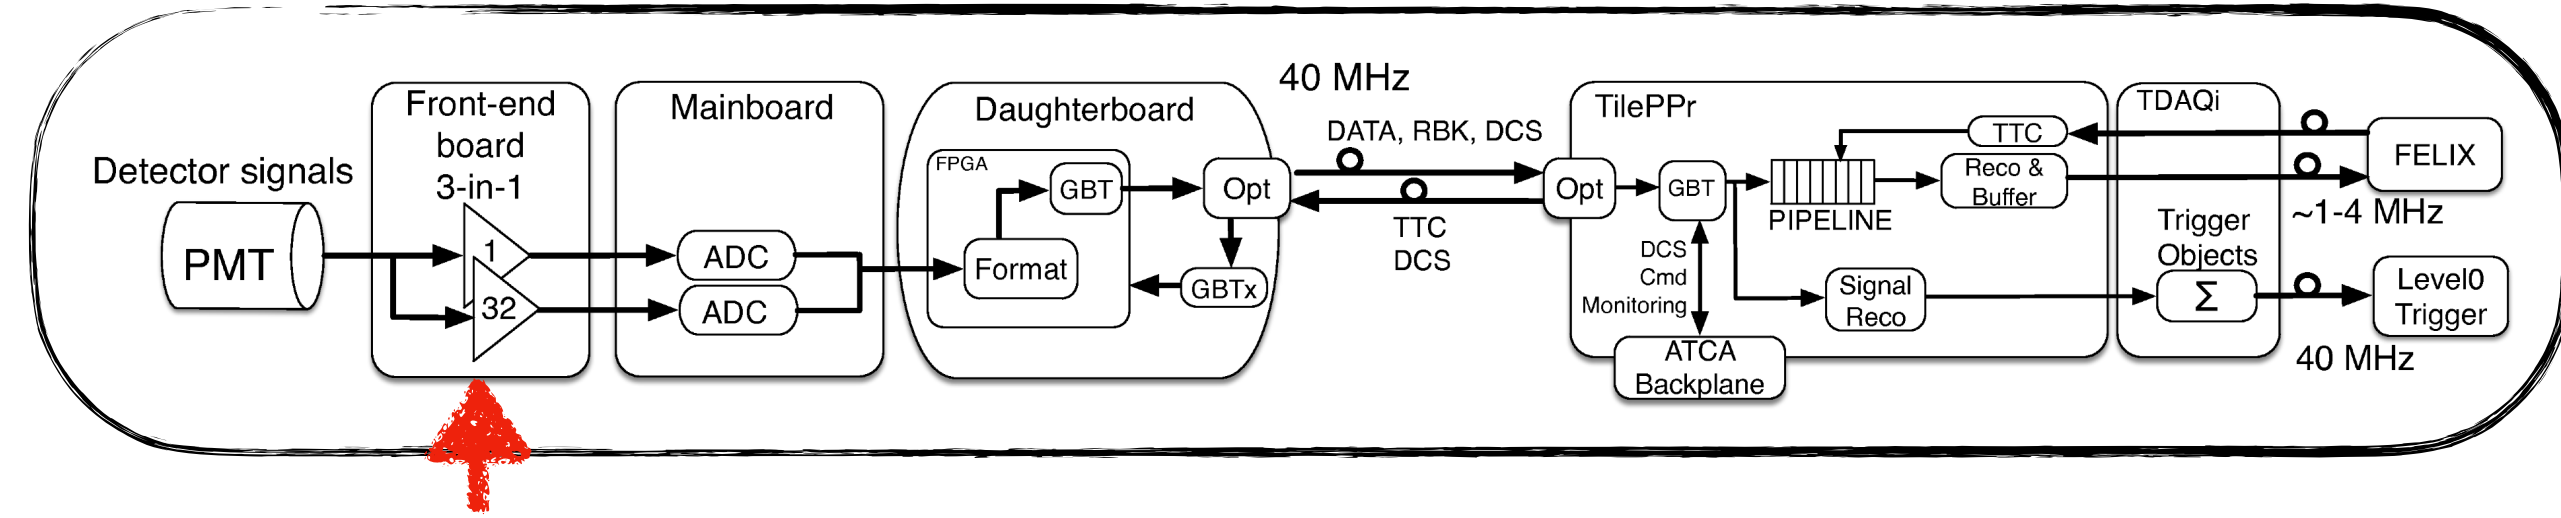 Detector signals
PMT
Front-end
board
3-in-1
1
32
Mainboard
ADC
ADC
Daughterboard
FPGA
GBT
Format
Opt
GBTx
40 MHz
DATA, RBK, DCS
TTC
DCS
TilePPr
Opt
GBT
PIPELINE
TTC
Reco &
Buffer
DCS
Cmd
Monitoring
Signal
Reco
ATCA
Backplane
TDAQi
Trigger
Objects
Σ
FELIX
~1-4 MHz
Level0
Trigger
40 MHz